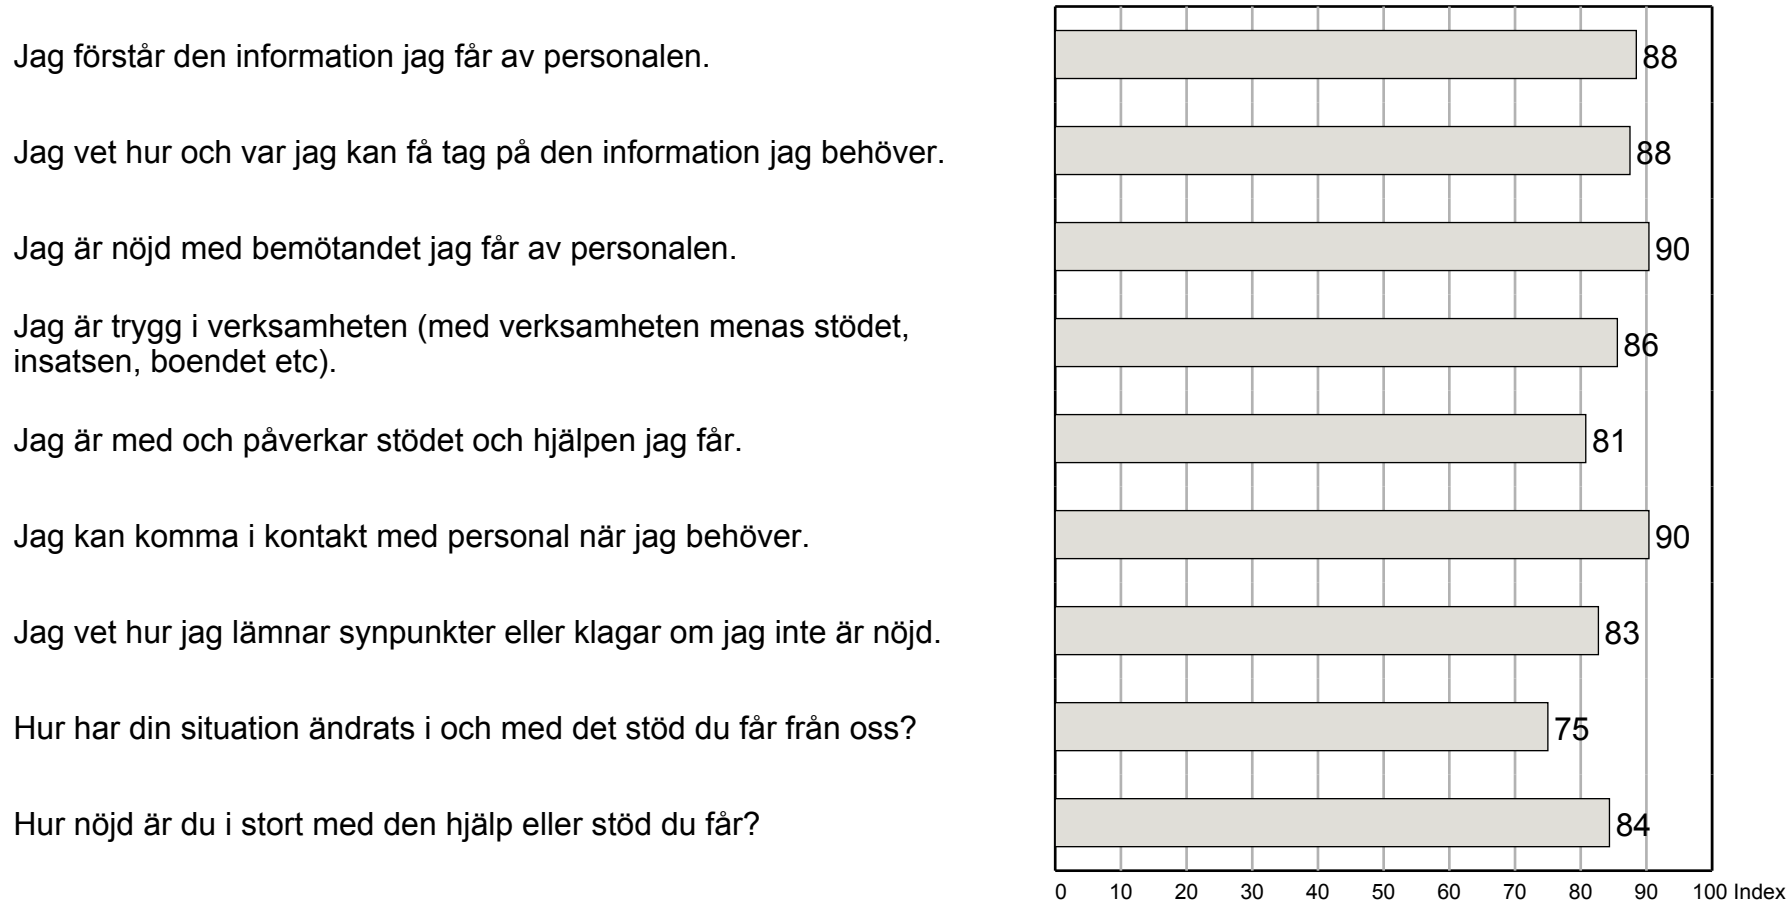 Jag förstår den information jag får av personalen.
88
Jag vet hur och var jag kan få tag på den information jag behöver.
88
Jag är nöjd med bemötandet jag får av personalen.
90
Jag är trygg i verksamheten (med verksamheten menas stödet,
insatsen, boendet etc).
86
Jag är med och påverkar stödet och hjälpen jag får.
81
Jag kan komma i kontakt med personal när jag behöver.
90
Jag vet hur jag lämnar synpunkter eller klagar om jag inte är nöjd.
83
Hur har din situation ändrats i och med det stöd du får från oss?
75
Hur nöjd är du i stort med den hjälp eller stöd du får?
84
0 10 20 30 40 50 60 70 80 90 100 Index